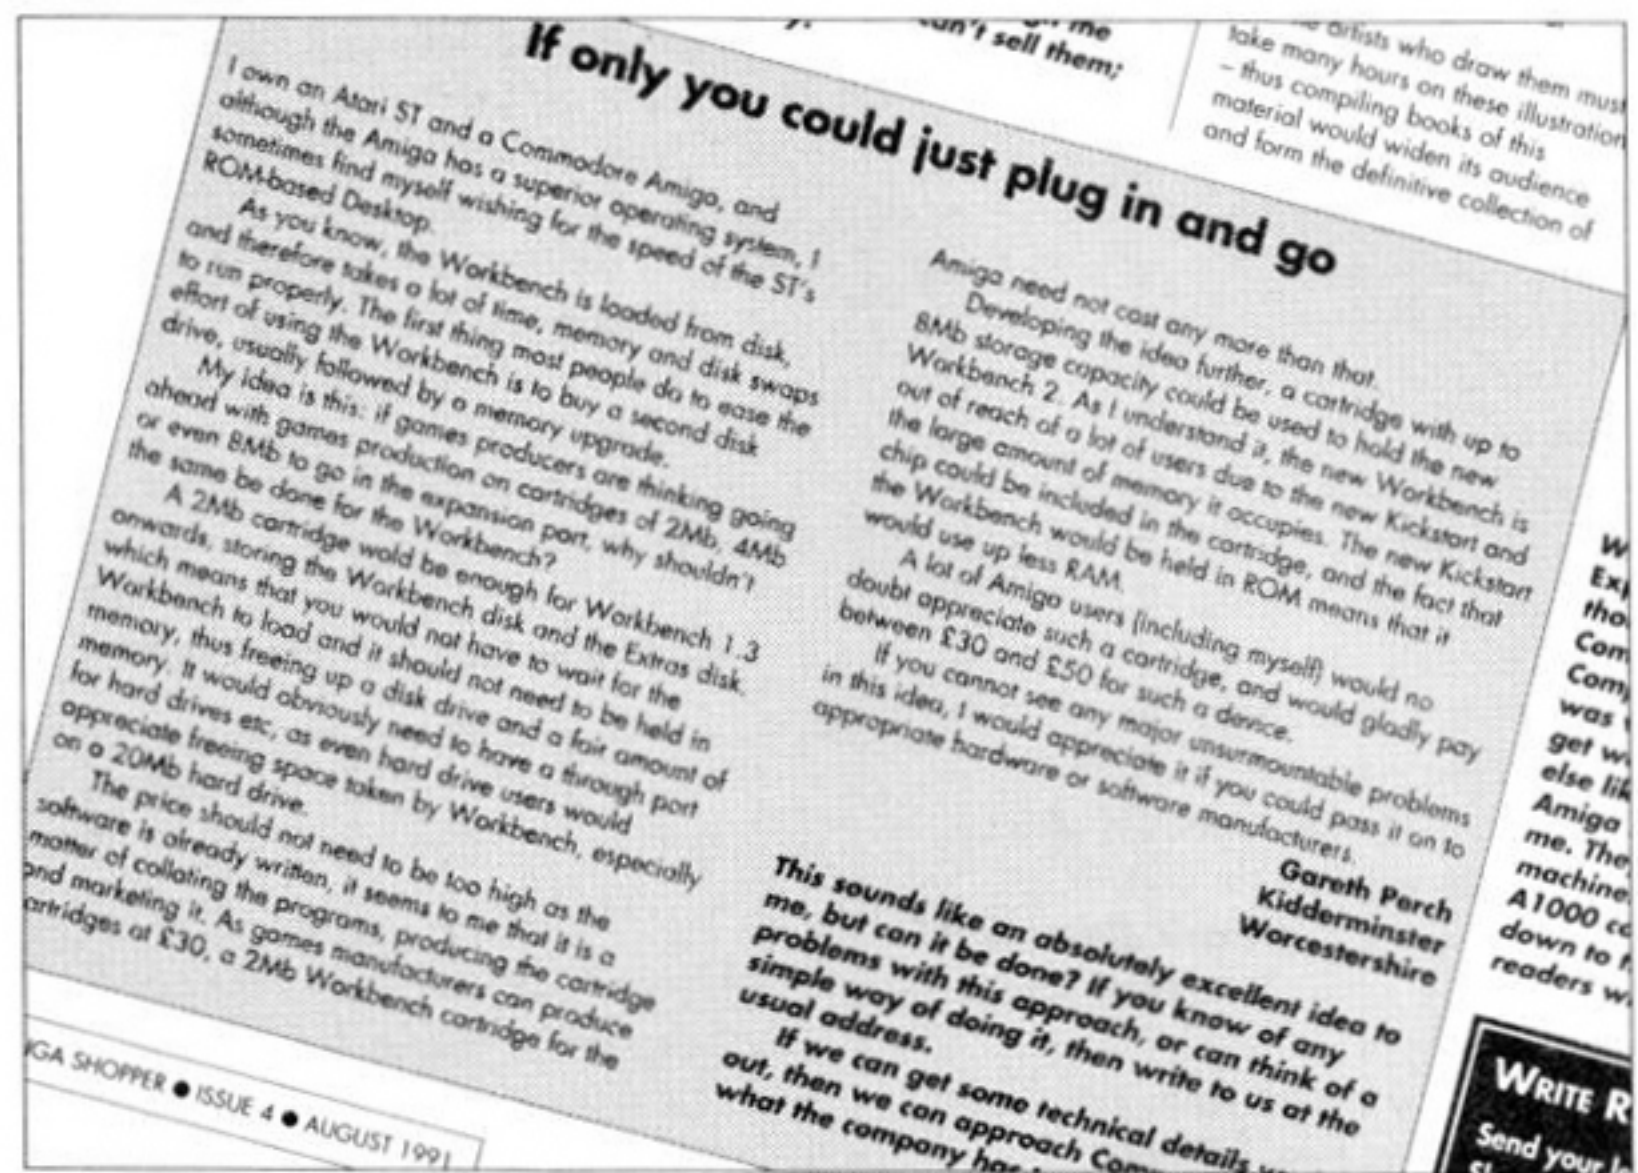 can't sell them;
artists who draw them must
take many hours on these illustration
– thus compiling books of this
material would widen its audience
and form the definitive collection of
If only you could just plug in and go
I own an Atari ST and a Commodore Amiga, and
although the Amiga has a superior operating system, I
sometimes find myself wishing for the speed of the ST's
ROM-based Desktop.
As you know, the Workbench is loaded from disk,
and therefore takes a lot of time, memory and disk swaps
to run properly. The first thing most people do to ease the
effort of using the Workbench is to buy a second disk
drive, usually followed by a memory upgrade.
My idea is this: if games producers are thinking going
ahead with games production on cartridges of 2Mb, 4Mb
or even 8Mb to go in the expansion port, why shouldn't
the same be done for the Workbench?
A 2Mb cartridge wold be enough for Workbench 1.3
onwards, storing the Workbench disk and the Extras disk.
which means that you would not have to wait for the
Workbench to load and it should not need to be held in
memory, thus freeing up a disk drive and a fair amount of
memory. It would obviously need to have a through port
for hard drives etc, as even hard drive users would
appreciate freeing space taken by Workbench, especially
on a 20Mb hard drive.
The price should not need to be too high as the
software is already written, it seems to me that it is a
matter of collating the programs, producing the cartridge
and marketing it. As games manufacturers can produce
cartridges at £30, a 2Mb Workbench cartridge for the
Amiga need not cost any more than that.
Developing the idea further, a cartridge with up to
8Mb storage capacity could be used to hold the new
Workbench 2. As I understand it, the new Workbench is
out of reach of a lot of users due to the new Kickstart and
the large amount of memory it occupies. The new Kickstart
chip could be included in the cartridge, and the fact that
the Workbench would be held in ROM means that it
would use up less RAM.
A lot of Amiga users (including myself) would no
doubt appreciate such a cartridge, and would gladly pay
between £30 and £50 for such a device.
If you cannot see any major unsurmountable problems
in this idea, I would appreciate it if you could pass it on to
appropriate hardware or software manufacturers.
Gareth Perch
Kidderminster
Worcestershire
This sounds like an absolutely excellent idea to
me, but can it be done? If you know of any
problems with this approach, or can think of a
simple way of doing it, then write to us at the
usual address.
If we can get some technical details
out, then we can approach
what the company has
was
get
else
Amiga
me. The
machine
A1000
down to
readers
WRITE
Send your
IGA SHOPPER ● ISSUE 4 ● AUGUST 1991